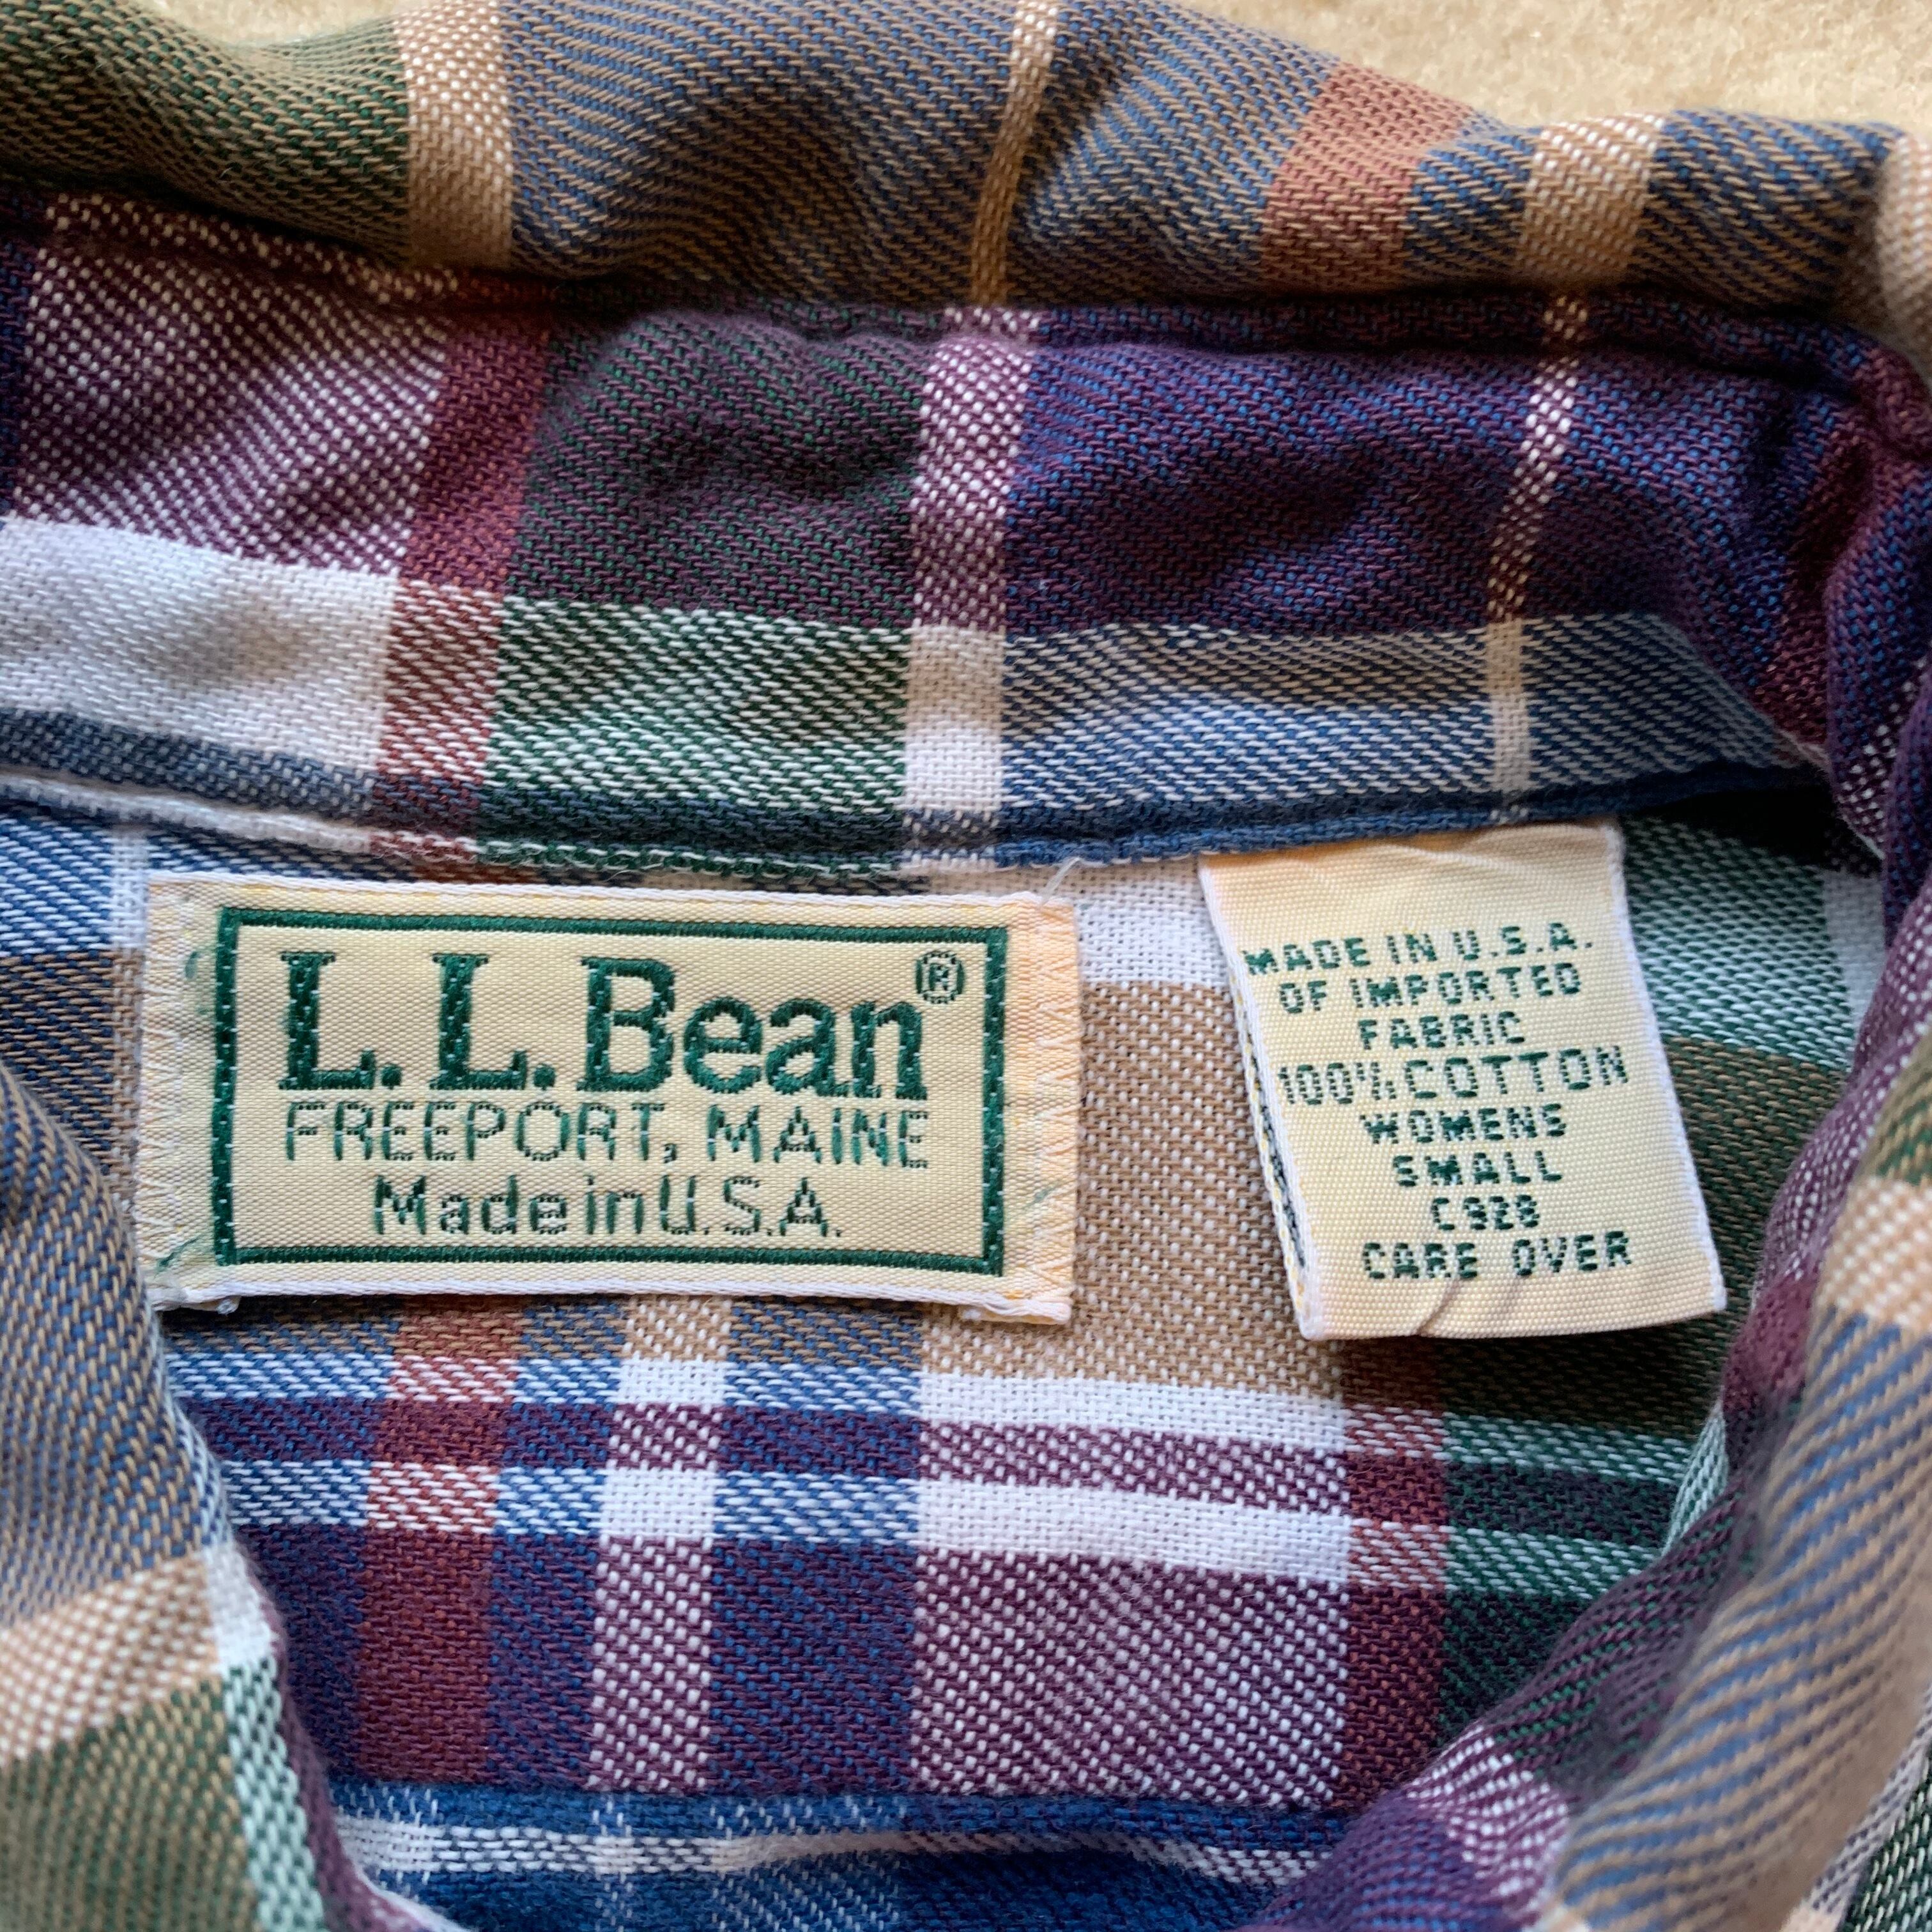 L.L.Bean®
FREEPORT, MAINE
Made in U.S.A.
MADE IN U.S.A.
OF IMPORTED
FABRIC
100% COTTON
WOMENS
SMALL
C928
CARE OVER